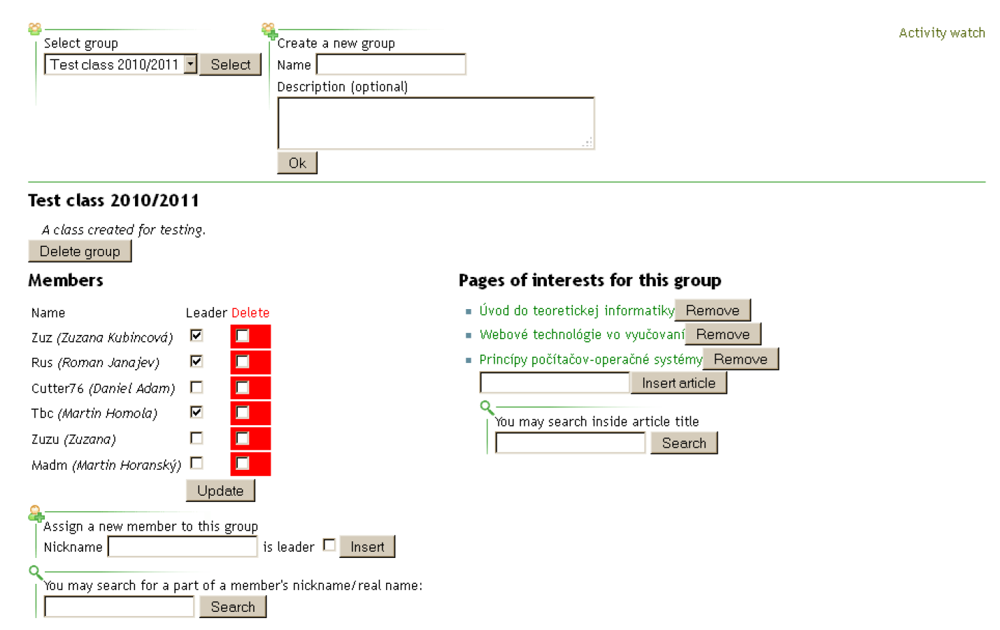 Activity watch
Select group
Test class 2010/2011 Select
Create a new group
Name
Description (optional)
Ok
Test class 2010/2011
A class created for testing.
Delete group
Members
Name Leader Delete
Zuz (Zuzana Kubincová)
Rus (Roman Janajev)
Cutter76 (Daniel Adam)
Tbc (Martin Homola)
Zuzu (Zuzana)
Madm (Martin Horanský)
Update
Assign a new member to this group
Nickname is leader Insert
You may search for a part of a member's nickname/real name:
Search
Pages of interests for this group
Úvod do teoretickej informatiky Remove
Webové technológie vo vyučovaní Remove
Princípy počítačov-operačné systémy Remove
Insert article
You may search inside article title
Search